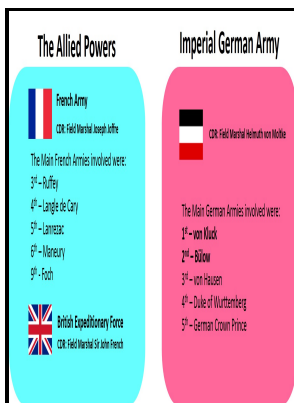 The Allied Powers
French Army
CDR: Field Marshal Joseph Joffre
The Main French Armies involved were:
3rd – Ruffey
4th – Langle de Cary
5th – Lanrezac
6th – Manoury
9th - Foch
British Expeditionary Force
CDR: Field Marshal Sir John French
Imperial German Army
CDR: Field Marshal Helmuth von Moltke
The Main German Armies involved were:
1st – von Kluck
2nd – Bülow
3rd – von Hausen
4th – Duke of Wurttemberg
5th – German Crown Prince